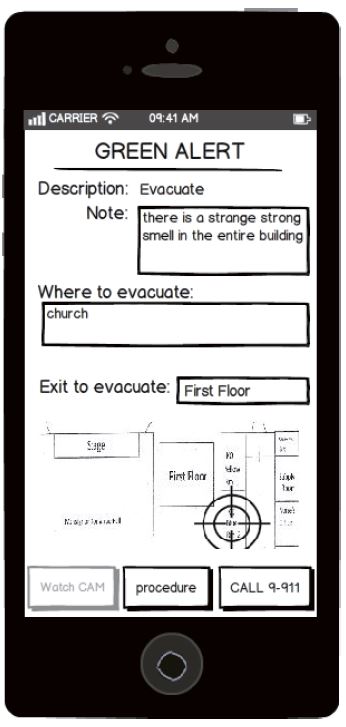 CARRIER 09:41 AM
GREEN ALERT
Description: Evacuate
Note: there is a strange strong
smell in the entire building
Where to evacuate:
church
Exit to evacuate: First Floor
Stage
First Floor
Yellow
Watch CAM procedure CALL 9-911